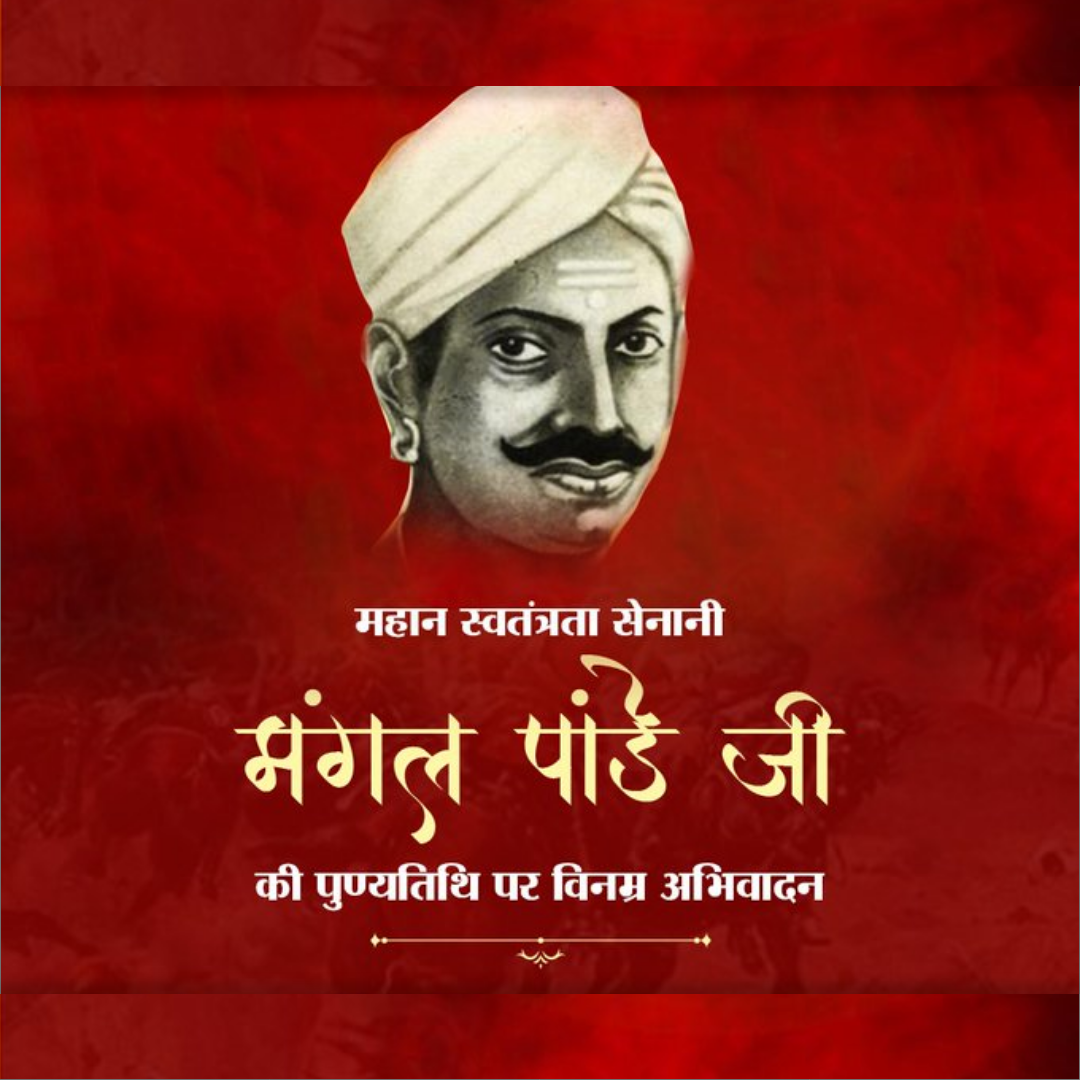 महान स्वतंत्रता सेनानी
मंगल पांडे जी
की पुण्यतिथि पर विनम्र अभिवादन